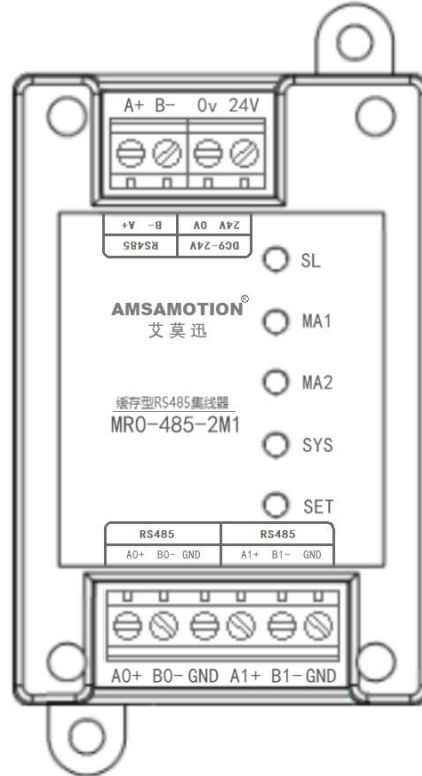 A+ B- 0v 24V
A+ B- 0V 24V
RS485 DC9-24V
SL
AMSAMOTION®
艾莫迅
MA1
MA2
缓存型RS485集线器
MRO-485-2M1
SYS
SET
RS485 RS485
A0+ B0- GND A1+ B1- GND
A0+ B0- GND A1+ B1- GND